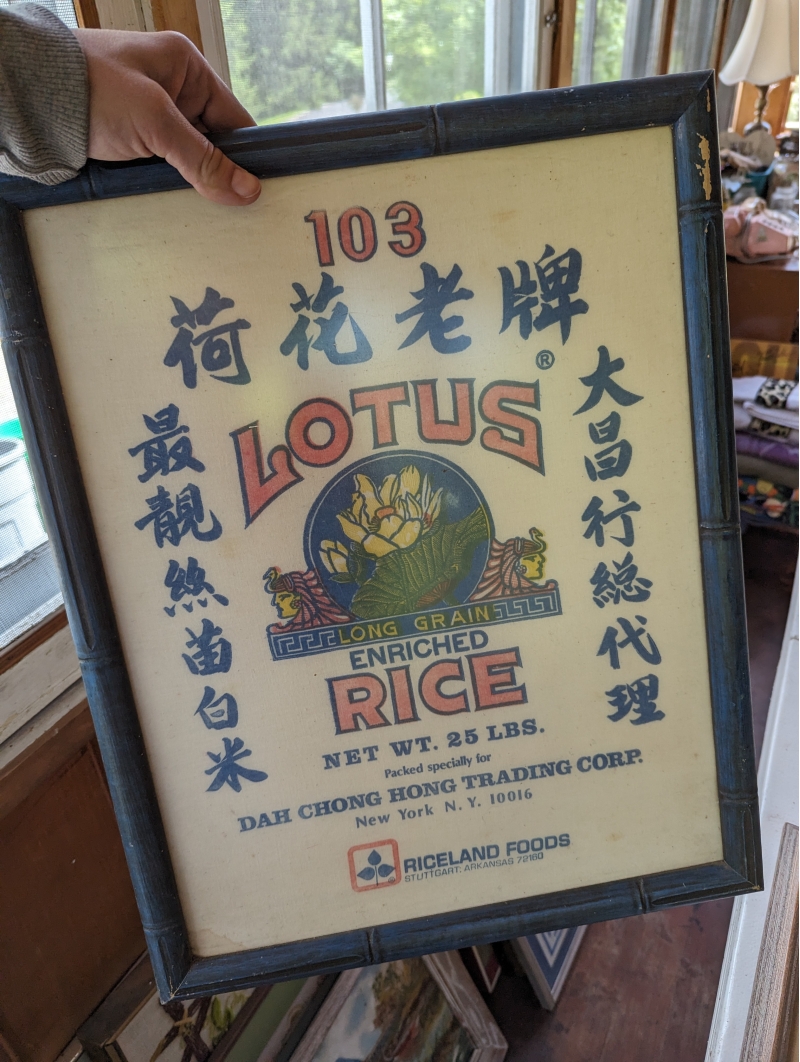 103
荷花老牌
LOTUS®
最靚絲苗白米
大昌行総代理
LONG GRAIN
ENRICHED
RICE
NET WT. 25 LBS.
Packed specially for
DAH CHONG HONG TRADING CORP.
New York N.Y. 10016
RICELAND FOODS
STUTTGART, ARKANSAS 72160